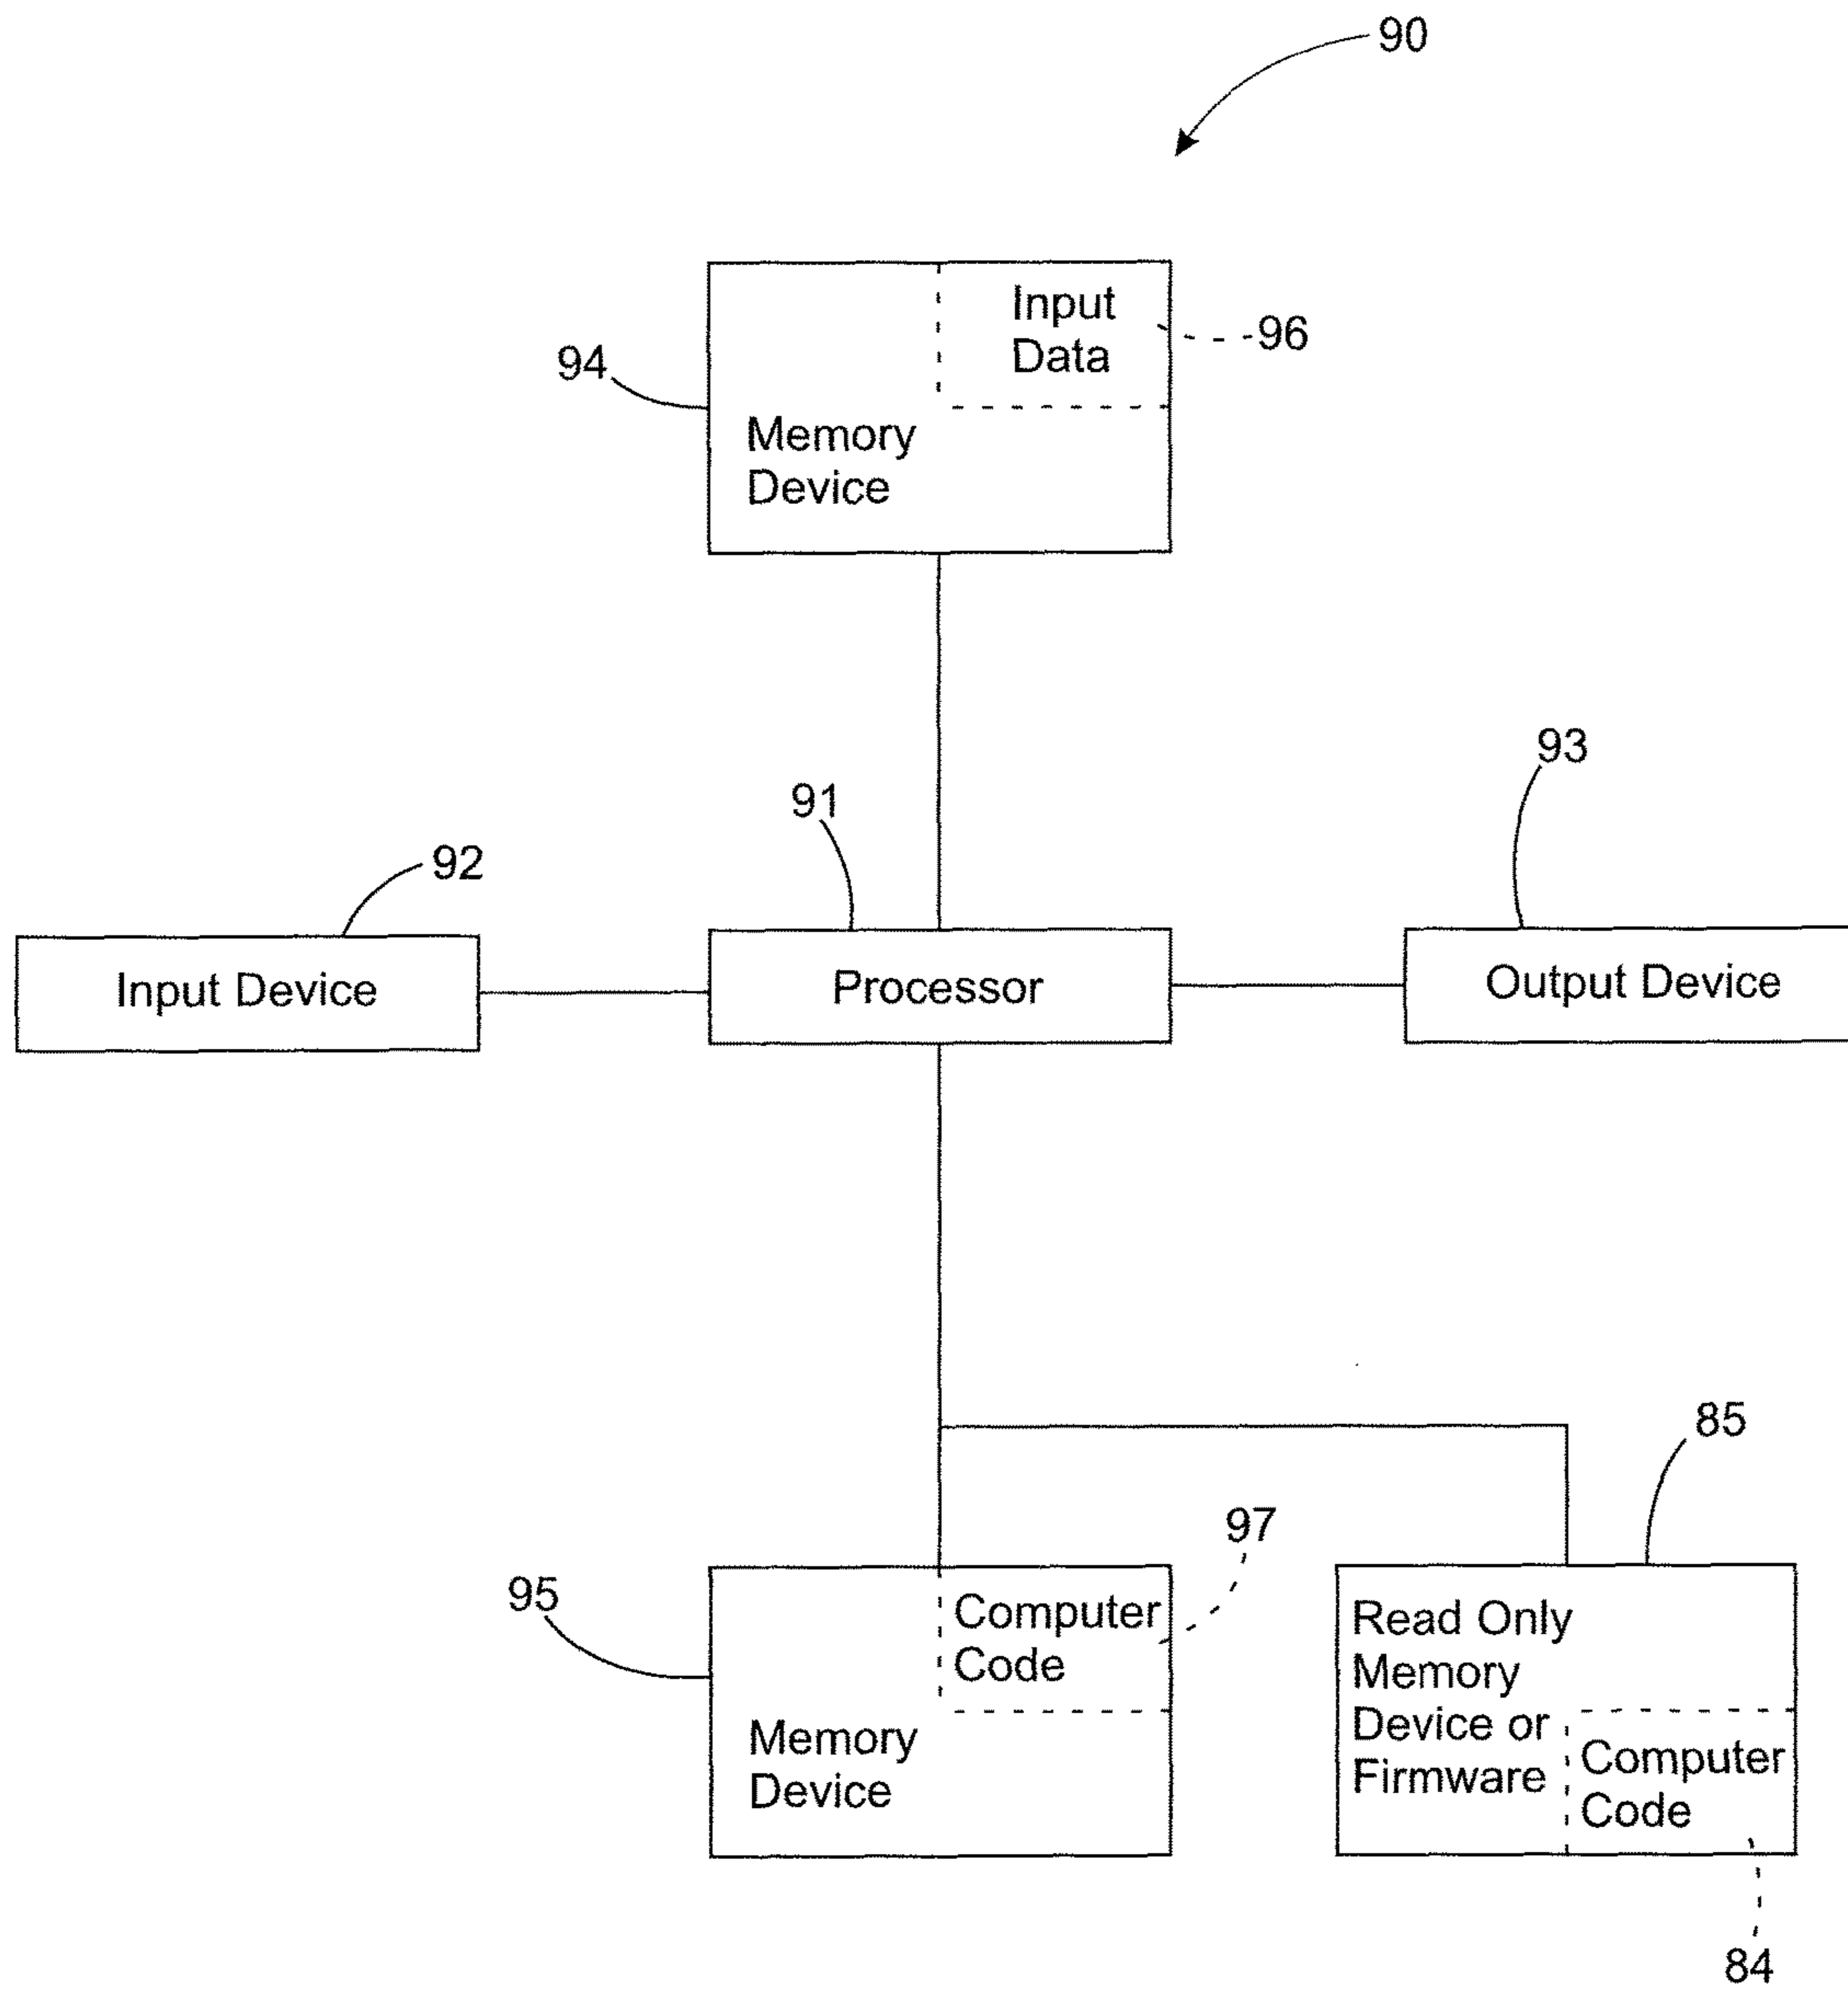 90
Input
Data
96
94
Memory
Device
93
91
92
Input Device
Processor
Output Device
85
97
95
Computer
Code
Memory
Device
Read Only
Memory
Device or
Firmware
Computer
Code
84